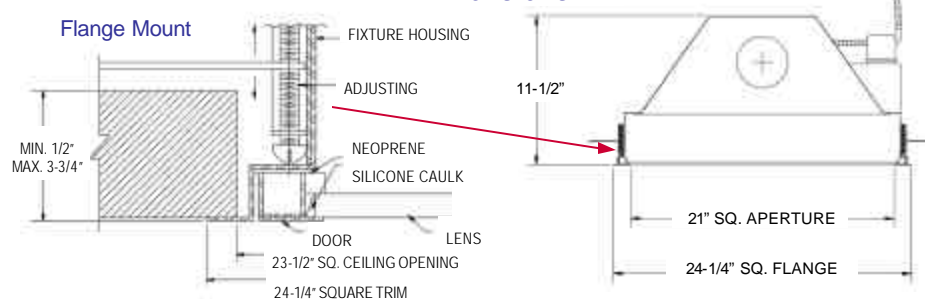 Flange Mount
FIXTURE HOUSING
ADJUSTING
MIN. 1/2"
MAX. 3-3/4"
NEOPRENE
SILICONE CAULK
DOOR
LENS
23-1/2" SQ. CEILING OPENING
24-1/4" SQUARE TRIM
11-1/2"
21" SQ. APERTURE
24-1/4" SQ. FLANGE